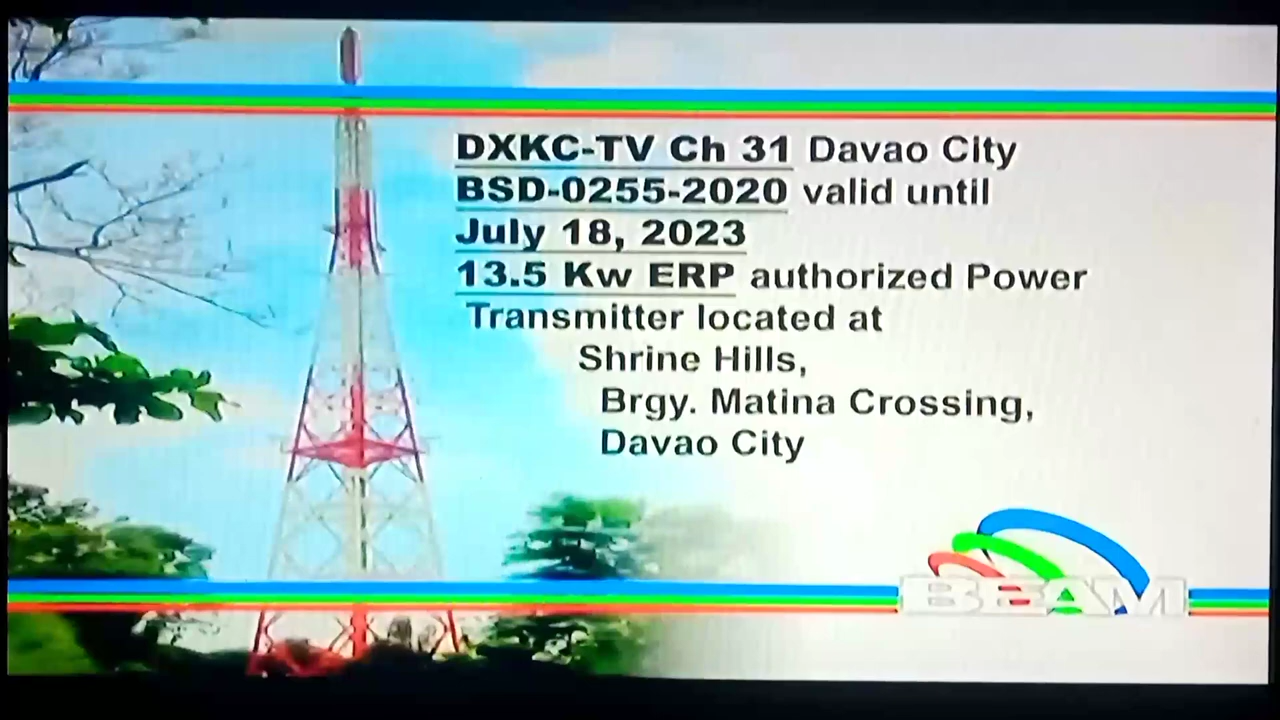 DXKC-TV Ch 31 Davao City
BSD-0255-2020 valid until
July 18, 2023
13.5 Kw ERP authorized Power
Transmitter located at
Shrine Hills,
Brgy. Matina Crossing,
Davao City
BEAM